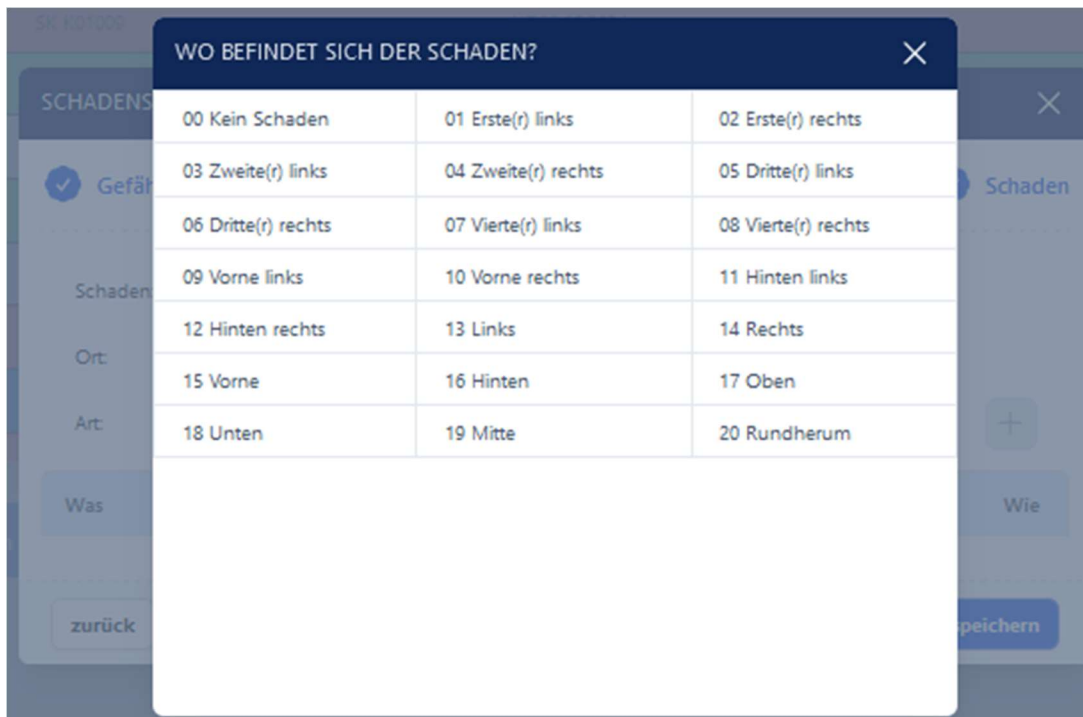 WO BEFINDET SICH DER SCHADEN?
SCHADENS
00 Kein Schaden 01 Erste(r) links 02 Erste(r) rechts
03 Zweite(r) links 04 Zweite(r) rechts 05 Dritte(r) links
Gefäh Schaden
06 Dritte(r) rechts 07 Vierte(r) links 08 Vierte(r) rechts
09 Vorne links 10 Vorne rechts 11 Hinten links
Schaden:
12 Hinten rechts 13 Links 14 Rechts
Ort:
15 Vorne 16 Hinten 17 Oben
Art:
18 Unten 19 Mitte 20 Rundherum
Was Wie
zurück speichern